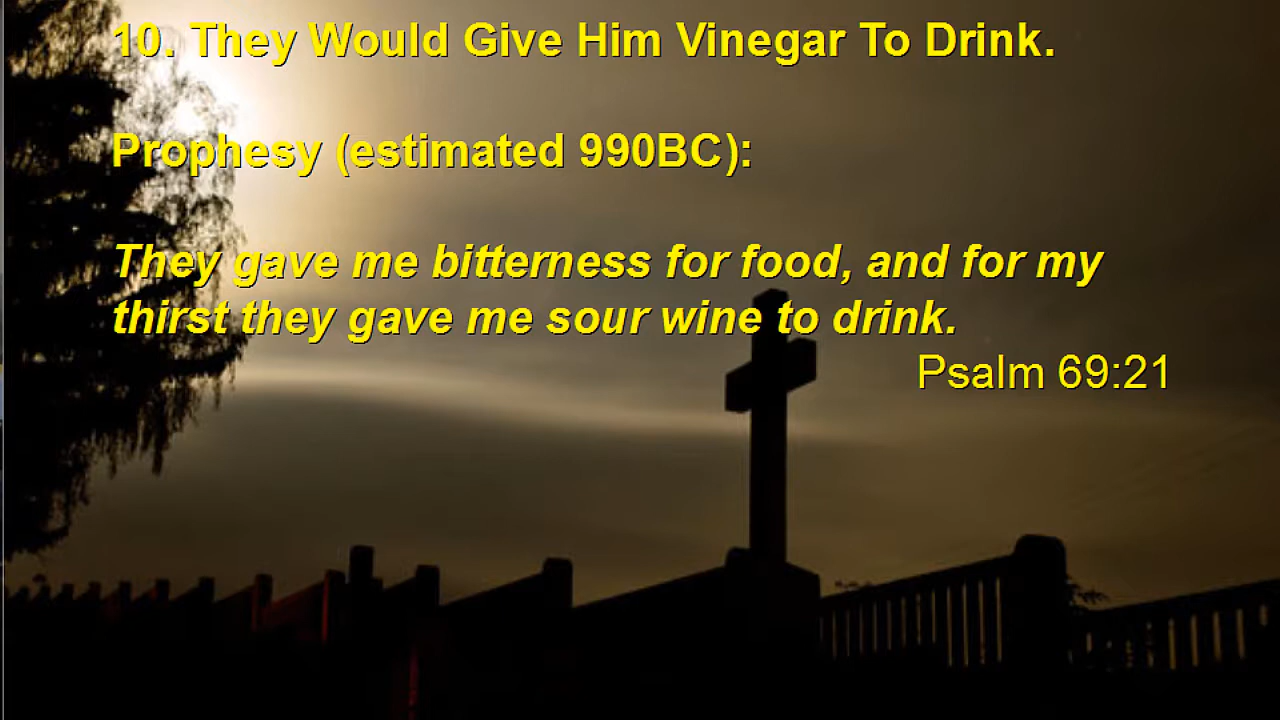 10. They Would Give Him Vinegar To Drink.
Prophesy (estimated 990BC):
They gave me bitterness for food, and for my
thirst they gave me sour wine to drink.
Psalm 69:21